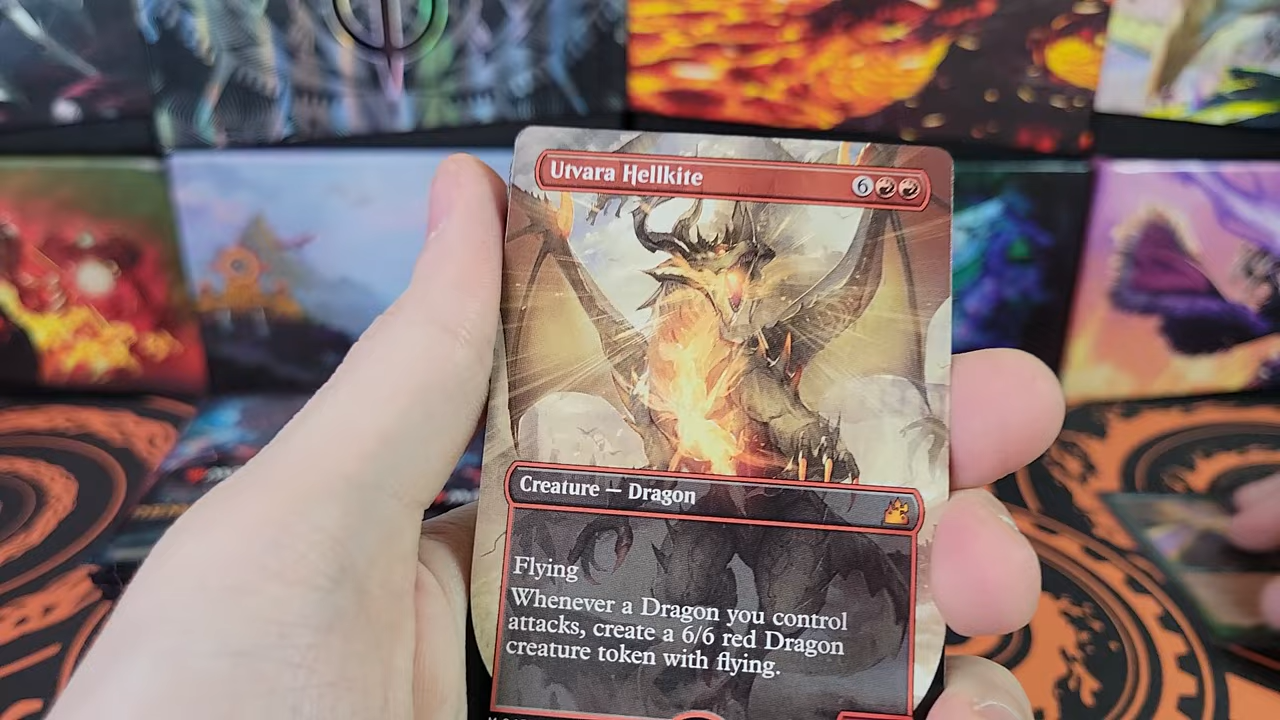 Utvara Hellkite
6
Creature — Dragon
Flying
Whenever a Dragon you control
attacks, create a 6/6 red Dragon
creature token with flying.